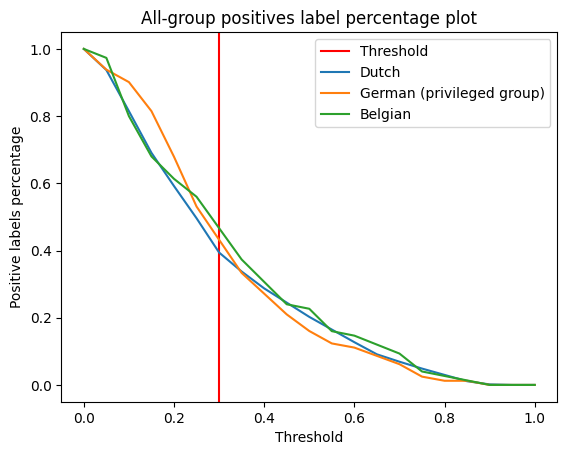 All-group positives label percentage plot
Threshold
Dutch
German (privileged group)
Belgian
Positive labels percentage
1.0
0.8
0.6
0.4
0.2
0.0
0.0 0.2 0.4 0.6 0.8 1.0
Threshold